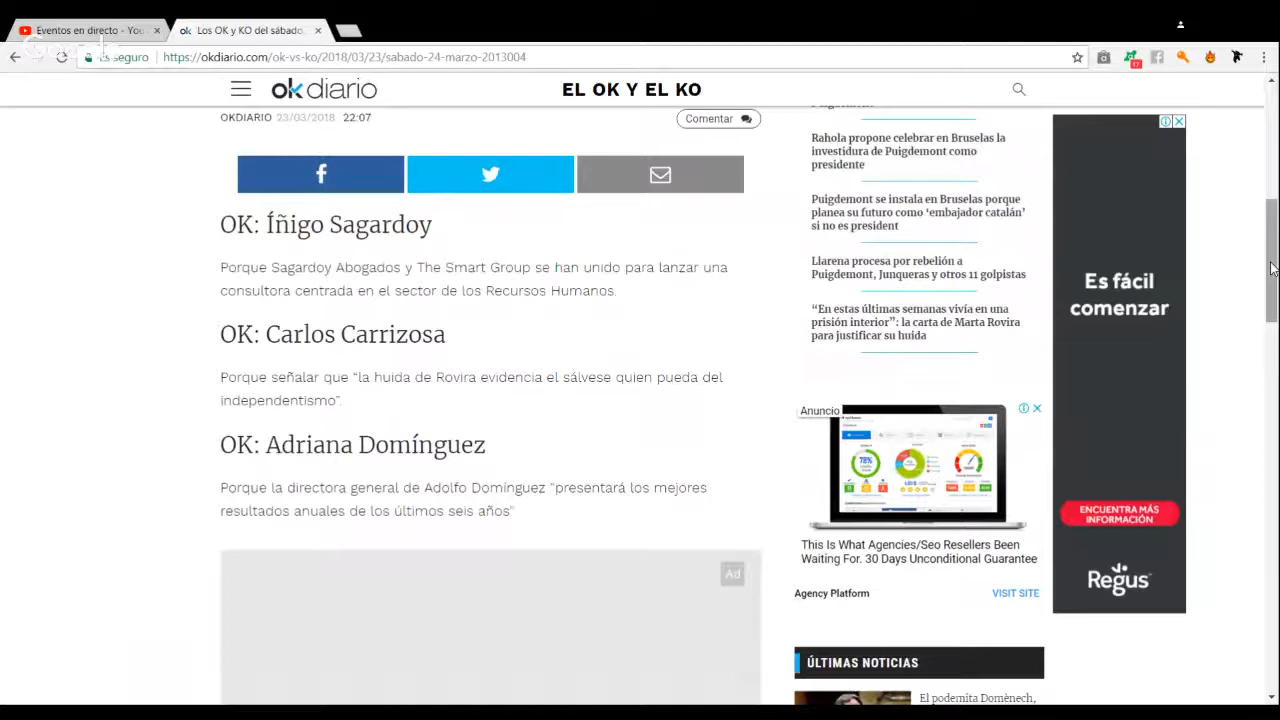 Eventos en directo - You
ok Los OK y KO del sábado,
Es seguro
https://okdiario.com/ok-vs-ko/2018/03/23/sabado-24-marzo-2013004
17
okdiario
EL OK Y EL KO
OKDIARIO 23/03/2018 22:07
Comentar
OK: Íñigo Sagardoy
Porque Sagardoy Abogados y The Smart Group se han unido para lanzar una
consultora centrada en el sector de los Recursos Humanos.
OK: Carlos Carrizosa
Porque señalar que “la huida de Rovira evidencia el sálvese quien pueda del
independentismo”.
OK: Adriana Domínguez
Porque directora general de Adolfo Domínguez “presentará los mejores
resultados anuales de los últimos seis años”
Ad
Puigdemont
Rahola propone celebrar en Bruselas la
investidura de Puigdemont como
presidente
Puigdemont se instala en Bruselas porque
planea su futuro como ‘embajador catalán’
si no es president
Llarena procesa por rebelión a
Puigdemont, Junqueras y otros 11 golpistas
“En estas últimas semanas vivía en una
prisión interior”: la carta de Marta Rovira
para justificar su huida
Anuncio
78%
This Is What Agencies/Seo Resellers Been
Waiting For. 30 Days Unconditional Guarantee
Agency Platform
VISIT SITE
ÚLTIMAS NOTICIAS
El podemita Domènech,
Es fácil
comenzar
ENCUENTRA MÁS
INFORMACIÓN
Regus